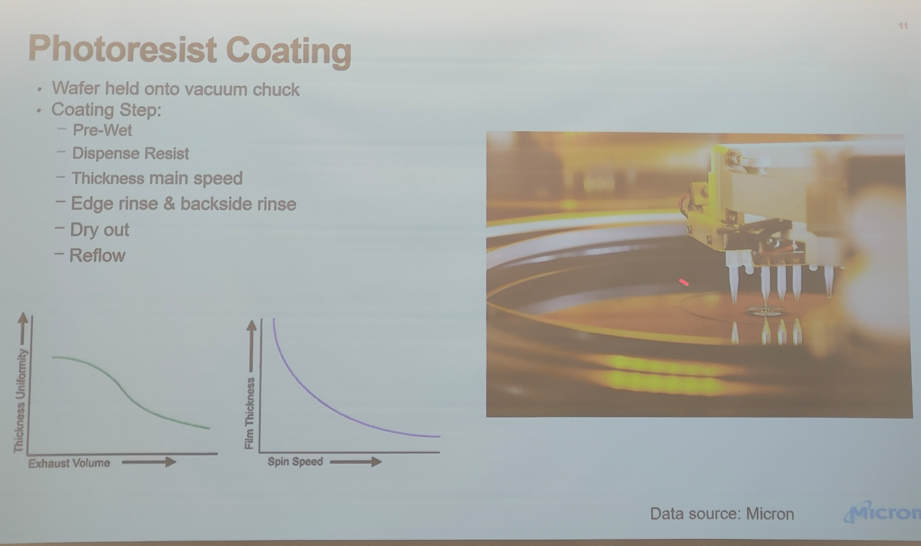 11
Photoresist Coating
• Wafer held onto vacuum chuck
• Coating Step:
– Pre-Wet
– Dispense Resist
– Thickness main speed
– Edge rinse & backside rinse
– Dry out
– Reflow
Thickness Uniformity
Exhaust Volume
Film Thickness
Spin Speed
Data source: Micron
Micron